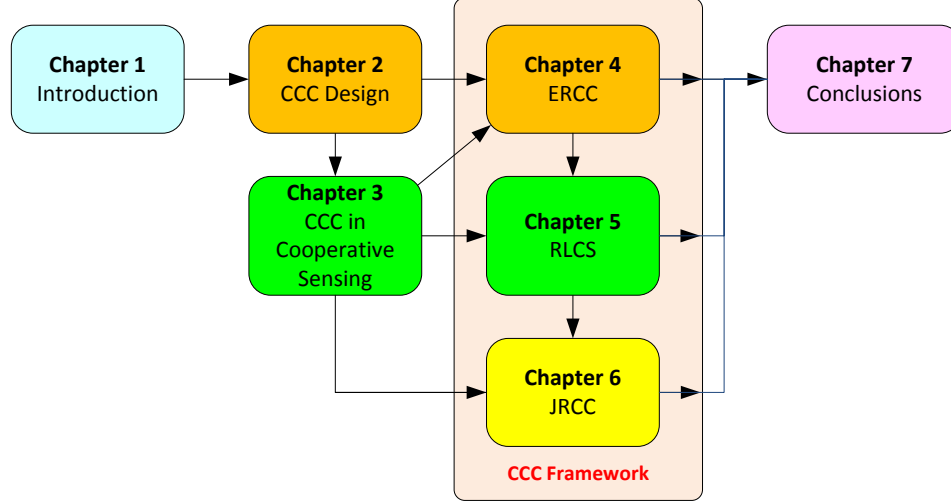 Chapter 1
Introduction
Chapter 2
CCC Design
Chapter 4
ERCC
Chapter 7
Conclusions
Chapter 3
CCC in
Cooperative
Sensing
Chapter 5
RLCS
Chapter 6
JRCC
CCC Framework